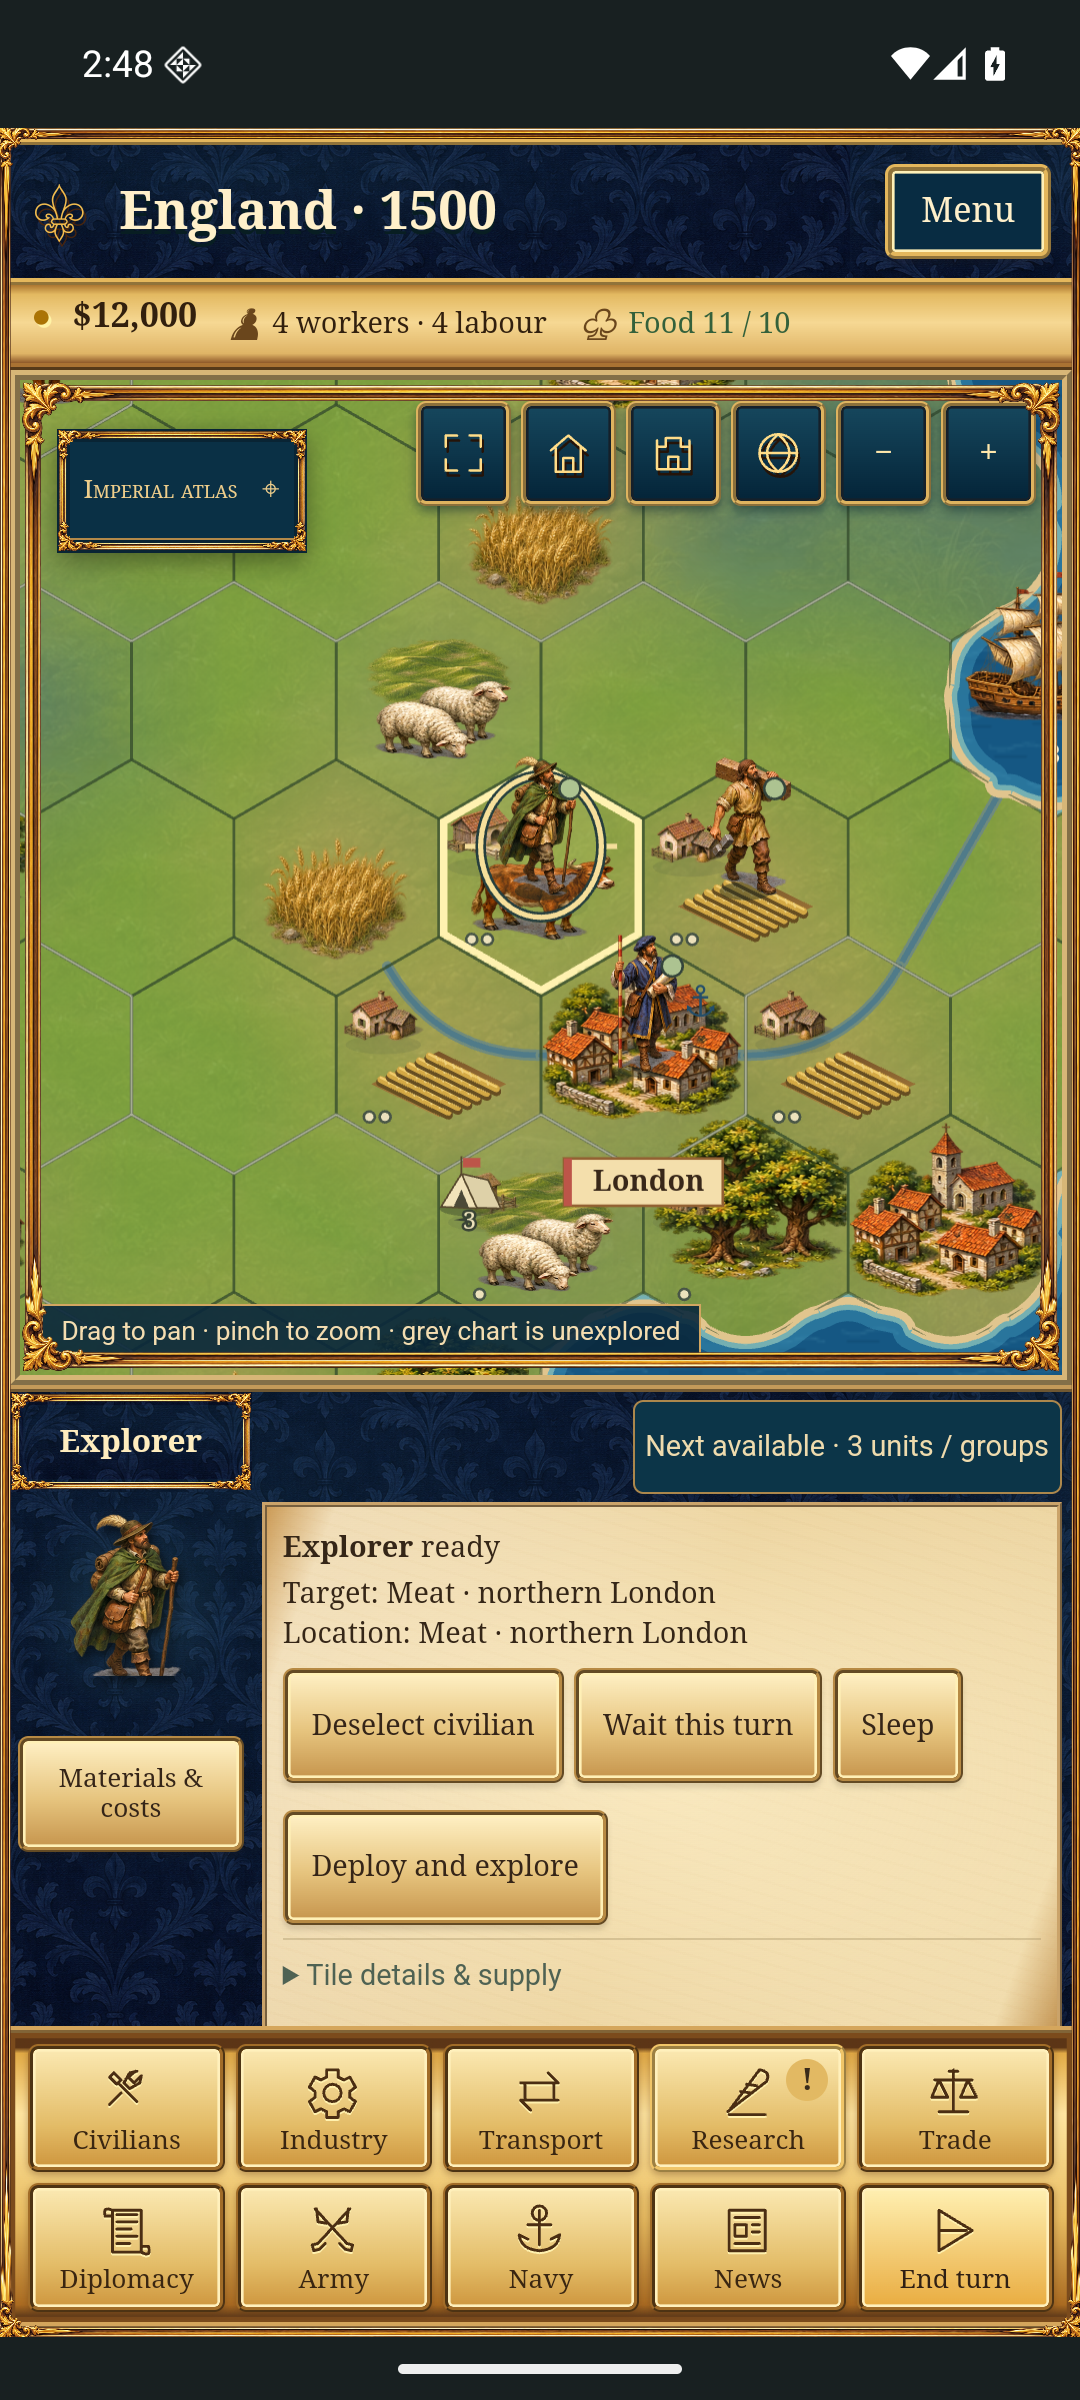 2:48
England · 1500
Menu
$12,000
4 workers · 4 labour
Food 11 / 10
Imperial atlas
−
+
London
3
Drag to pan · pinch to zoom · grey chart is unexplored
Explorer
Next available · 3 units / groups
Explorer ready
Target: Meat · northern London
Location: Meat · northern London
Deselect civilian
Wait this turn
Sleep
Materials &
costs
Deploy and explore
▶ Tile details & supply
Civilians
Industry
Transport
Research
!
Trade
Diplomacy
Army
Navy
News
End turn